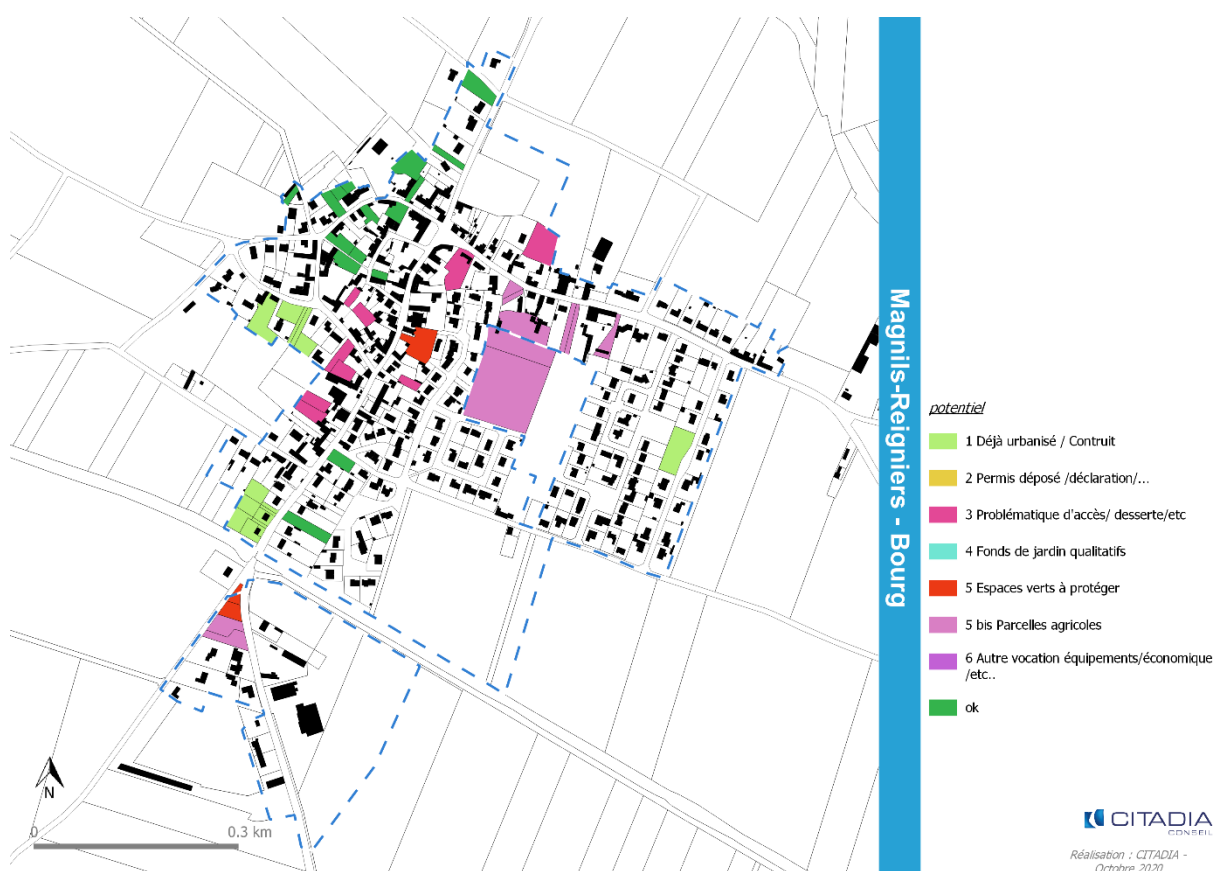 Magnils-Reigniers - Bourg
potentiel
1 Déjà urbanisé / Contruit
2 Permis déposé /déclaration/...
3 Problématique d'accès/ desserte/etc
4 Fonds de jardin qualitatifs
5 Espaces verts à protéger
5 bis Parcelles agricoles
6 Autre vocation équipements/économique
/etc..
ok
N
0 0.3 km
CITADIA
CONSEIL
Réalisation : CITADIA -
Octobre 2020